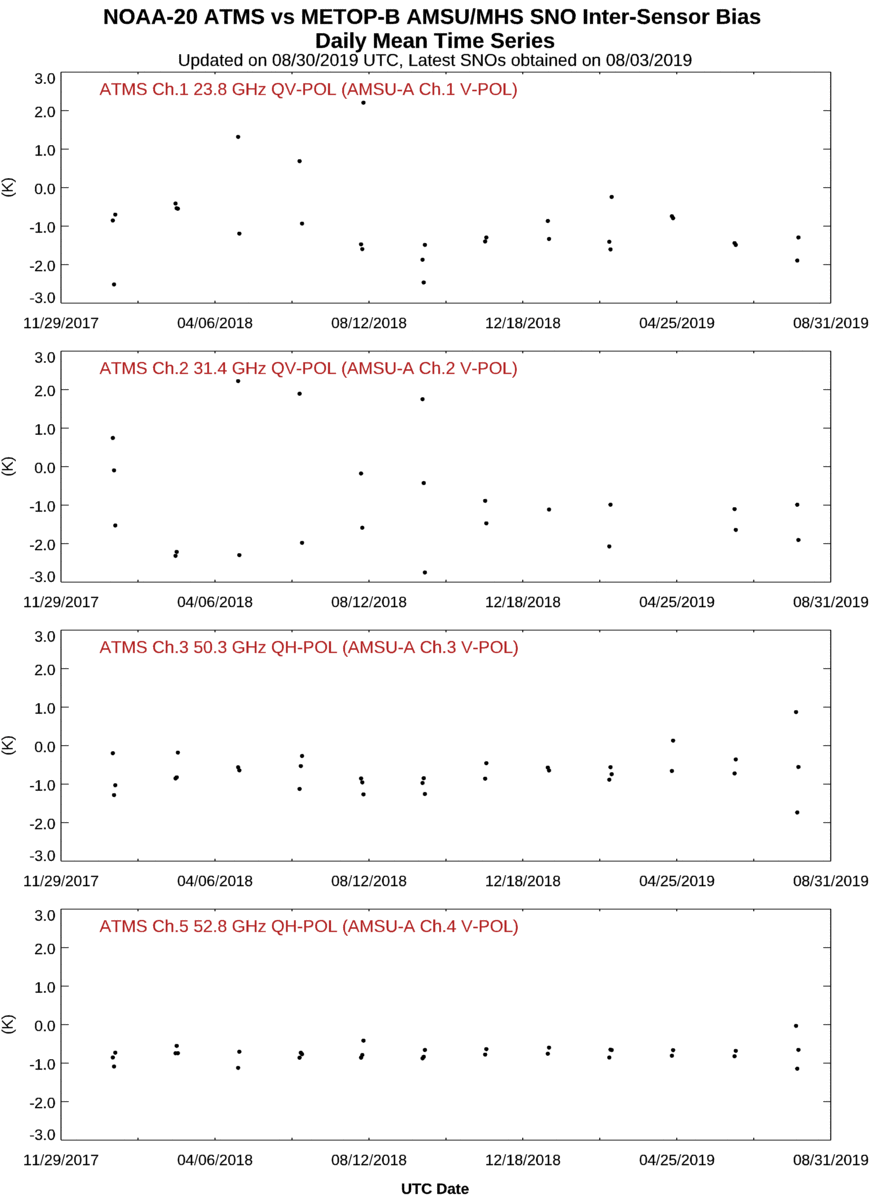 NOAA-20 ATMS vs METOP-B AMSU/MHS SNO Inter-Sensor Bias
Daily Mean Time Series
Updated on 08/30/2019 UTC, Latest SNOs obtained on 08/03/2019
ATMS Ch.1 23.8 GHz QV-POL (AMSU-A Ch.1 V-POL)
(K)
3.0
2.0
1.0
0.0
-1.0
-2.0
-3.0
11/29/2017 04/06/2018 08/12/2018 12/18/2018 04/25/2019 08/31/2019
ATMS Ch.2 31.4 GHz QV-POL (AMSU-A Ch.2 V-POL)
(K)
3.0
2.0
1.0
0.0
-1.0
-2.0
-3.0
11/29/2017 04/06/2018 08/12/2018 12/18/2018 04/25/2019 08/31/2019
ATMS Ch.3 50.3 GHz QH-POL (AMSU-A Ch.3 V-POL)
(K)
3.0
2.0
1.0
0.0
-1.0
-2.0
-3.0
11/29/2017 04/06/2018 08/12/2018 12/18/2018 04/25/2019 08/31/2019
ATMS Ch.5 52.8 GHz QH-POL (AMSU-A Ch.4 V-POL)
(K)
3.0
2.0
1.0
0.0
-1.0
-2.0
-3.0
11/29/2017 04/06/2018 08/12/2018 12/18/2018 04/25/2019 08/31/2019
UTC Date